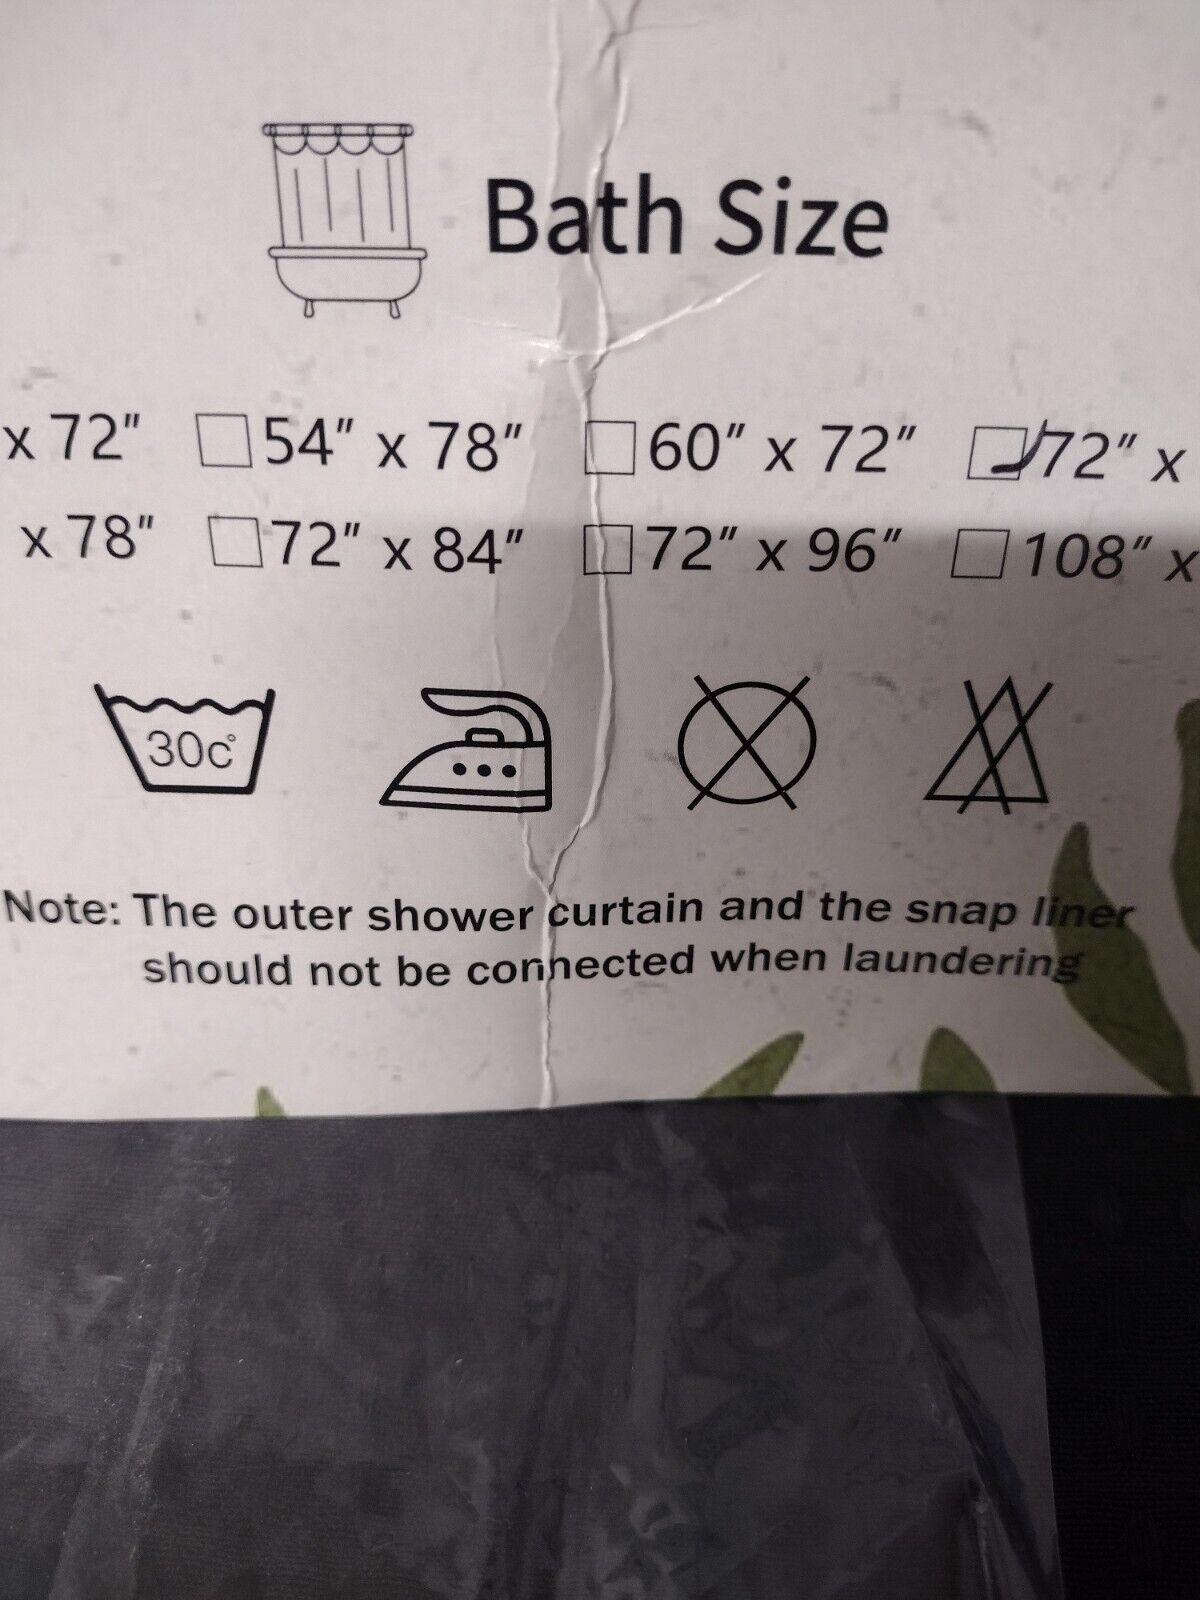 Bath Size
x 72″ 54″ x 78″ 60″ x 72″ 72″ x
x 78″ 72″ x 84″ 72″ x 96″ 108″ x
30c°
Note: The outer shower curtain and the snap liner
should not be connected when laundering